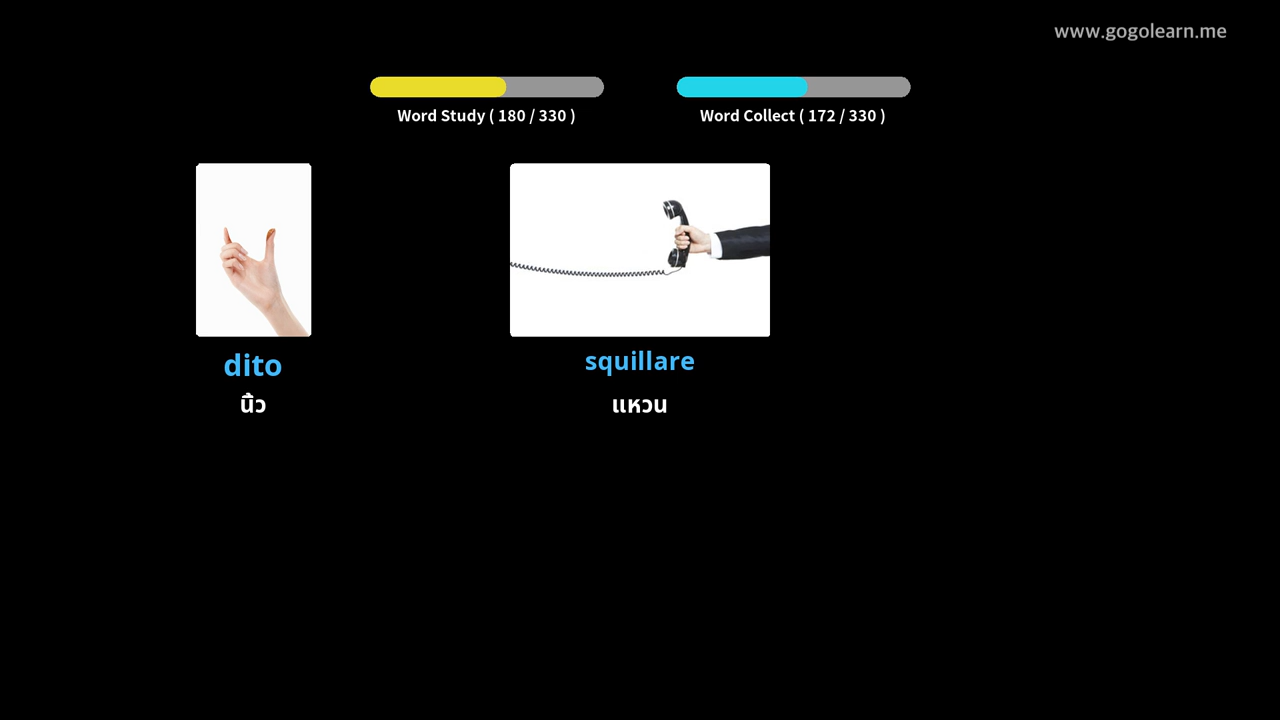 www.gogolearn.me
Word Study ( 180 / 330 )
Word Collect ( 172 / 330 )
dito
squillare
นิ้ว
แหวน